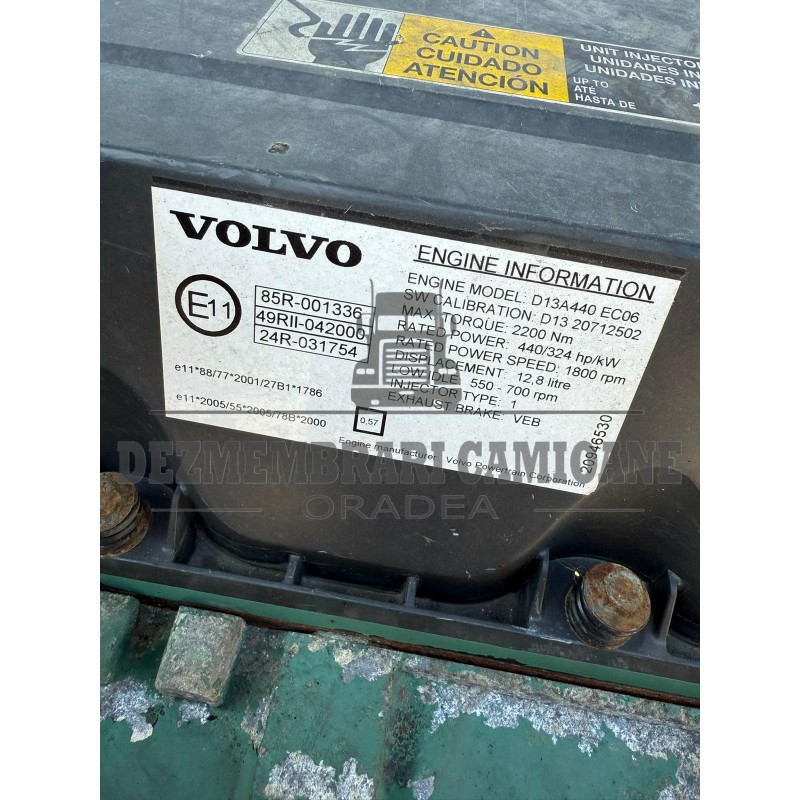 CAUTION
CUIDADO
ATENCIÓN
UNIT INJECTOR
UNIDADES IN
UNIDADES IN
UP TO
ATÉ
HASTA DE
VOLVO
E11
85R-001336
49RII-042000
24R-031754
e11*88/77*2001/27B1*1786
e11*2005/55*2005/78B*2000
0,57
ENGINE INFORMATION
ENGINE MODEL: D13A440 EC06
SW CALIBRATION: D13 20712502
MAX. TORQUE: 2200 Nm
RATED POWER: 440/324 hp/kW
RATED POWER SPEED: 1800 rpm
DISPLACEMENT: 12,8 litre
LOW IDLE: 550 - 700 rpm
INJECTOR TYPE: 1
EXHAUST BRAKE: VEB
Engine manufacturer: Volvo Powertrain Corporation
20946530
DEZMEMBRARI CAMIOANE
ORADEA